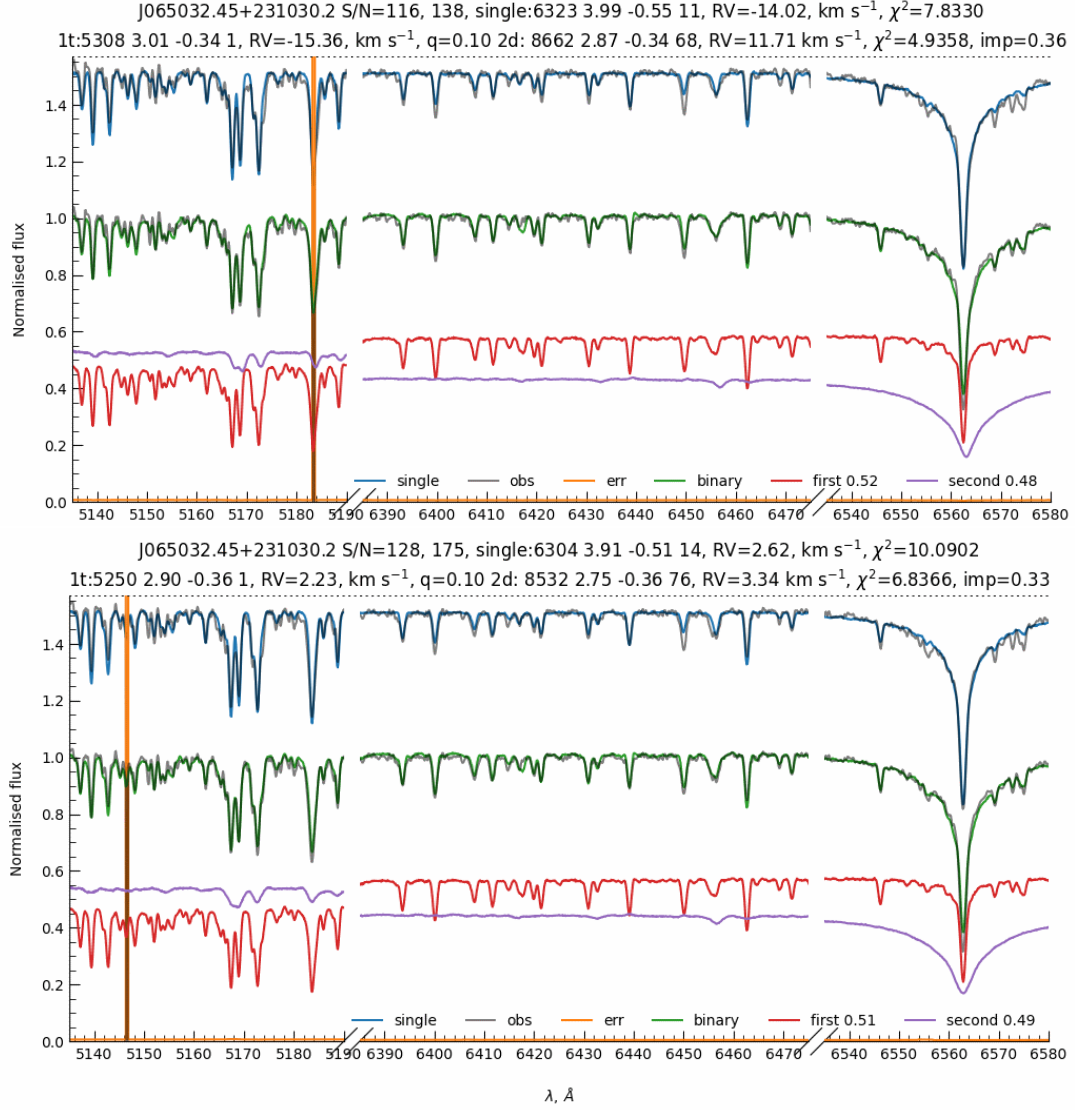 J065032.45+231030.2 S/N=116, 138, single:6323 3.99 -0.55 11, RV=-14.02, km s⁻¹, χ²=7.8330
1t:5308 3.01 -0.34 1, RV=-15.36, km s⁻¹, q=0.10 2d: 8662 2.87 -0.34 68, RV=11.71 km s⁻¹, χ²=4.9358, imp=0.36
1.4
1.2
1.0
0.8
0.6
0.4
0.2
0.0
Normalised flux
single obs err binary first 0.52 second 0.48
5140 5150 5160 5170 5180 5190 6390 6400 6410 6420 6430 6440 6450 6460 6470 6540 6550 6560 6570 6580
J065032.45+231030.2 S/N=128, 175, single:6304 3.91 -0.51 14, RV=2.62, km s⁻¹, χ²=10.0902
1t:5250 2.90 -0.36 1, RV=2.23, km s⁻¹, q=0.10 2d: 8532 2.75 -0.36 76, RV=3.34 km s⁻¹, χ²=6.8366, imp=0.33
1.4
1.2
1.0
0.8
0.6
0.4
0.2
0.0
Normalised flux
single obs err binary first 0.51 second 0.49
5140 5150 5160 5170 5180 5190 6390 6400 6410 6420 6430 6440 6450 6460 6470 6540 6550 6560 6570 6580
λ, Å